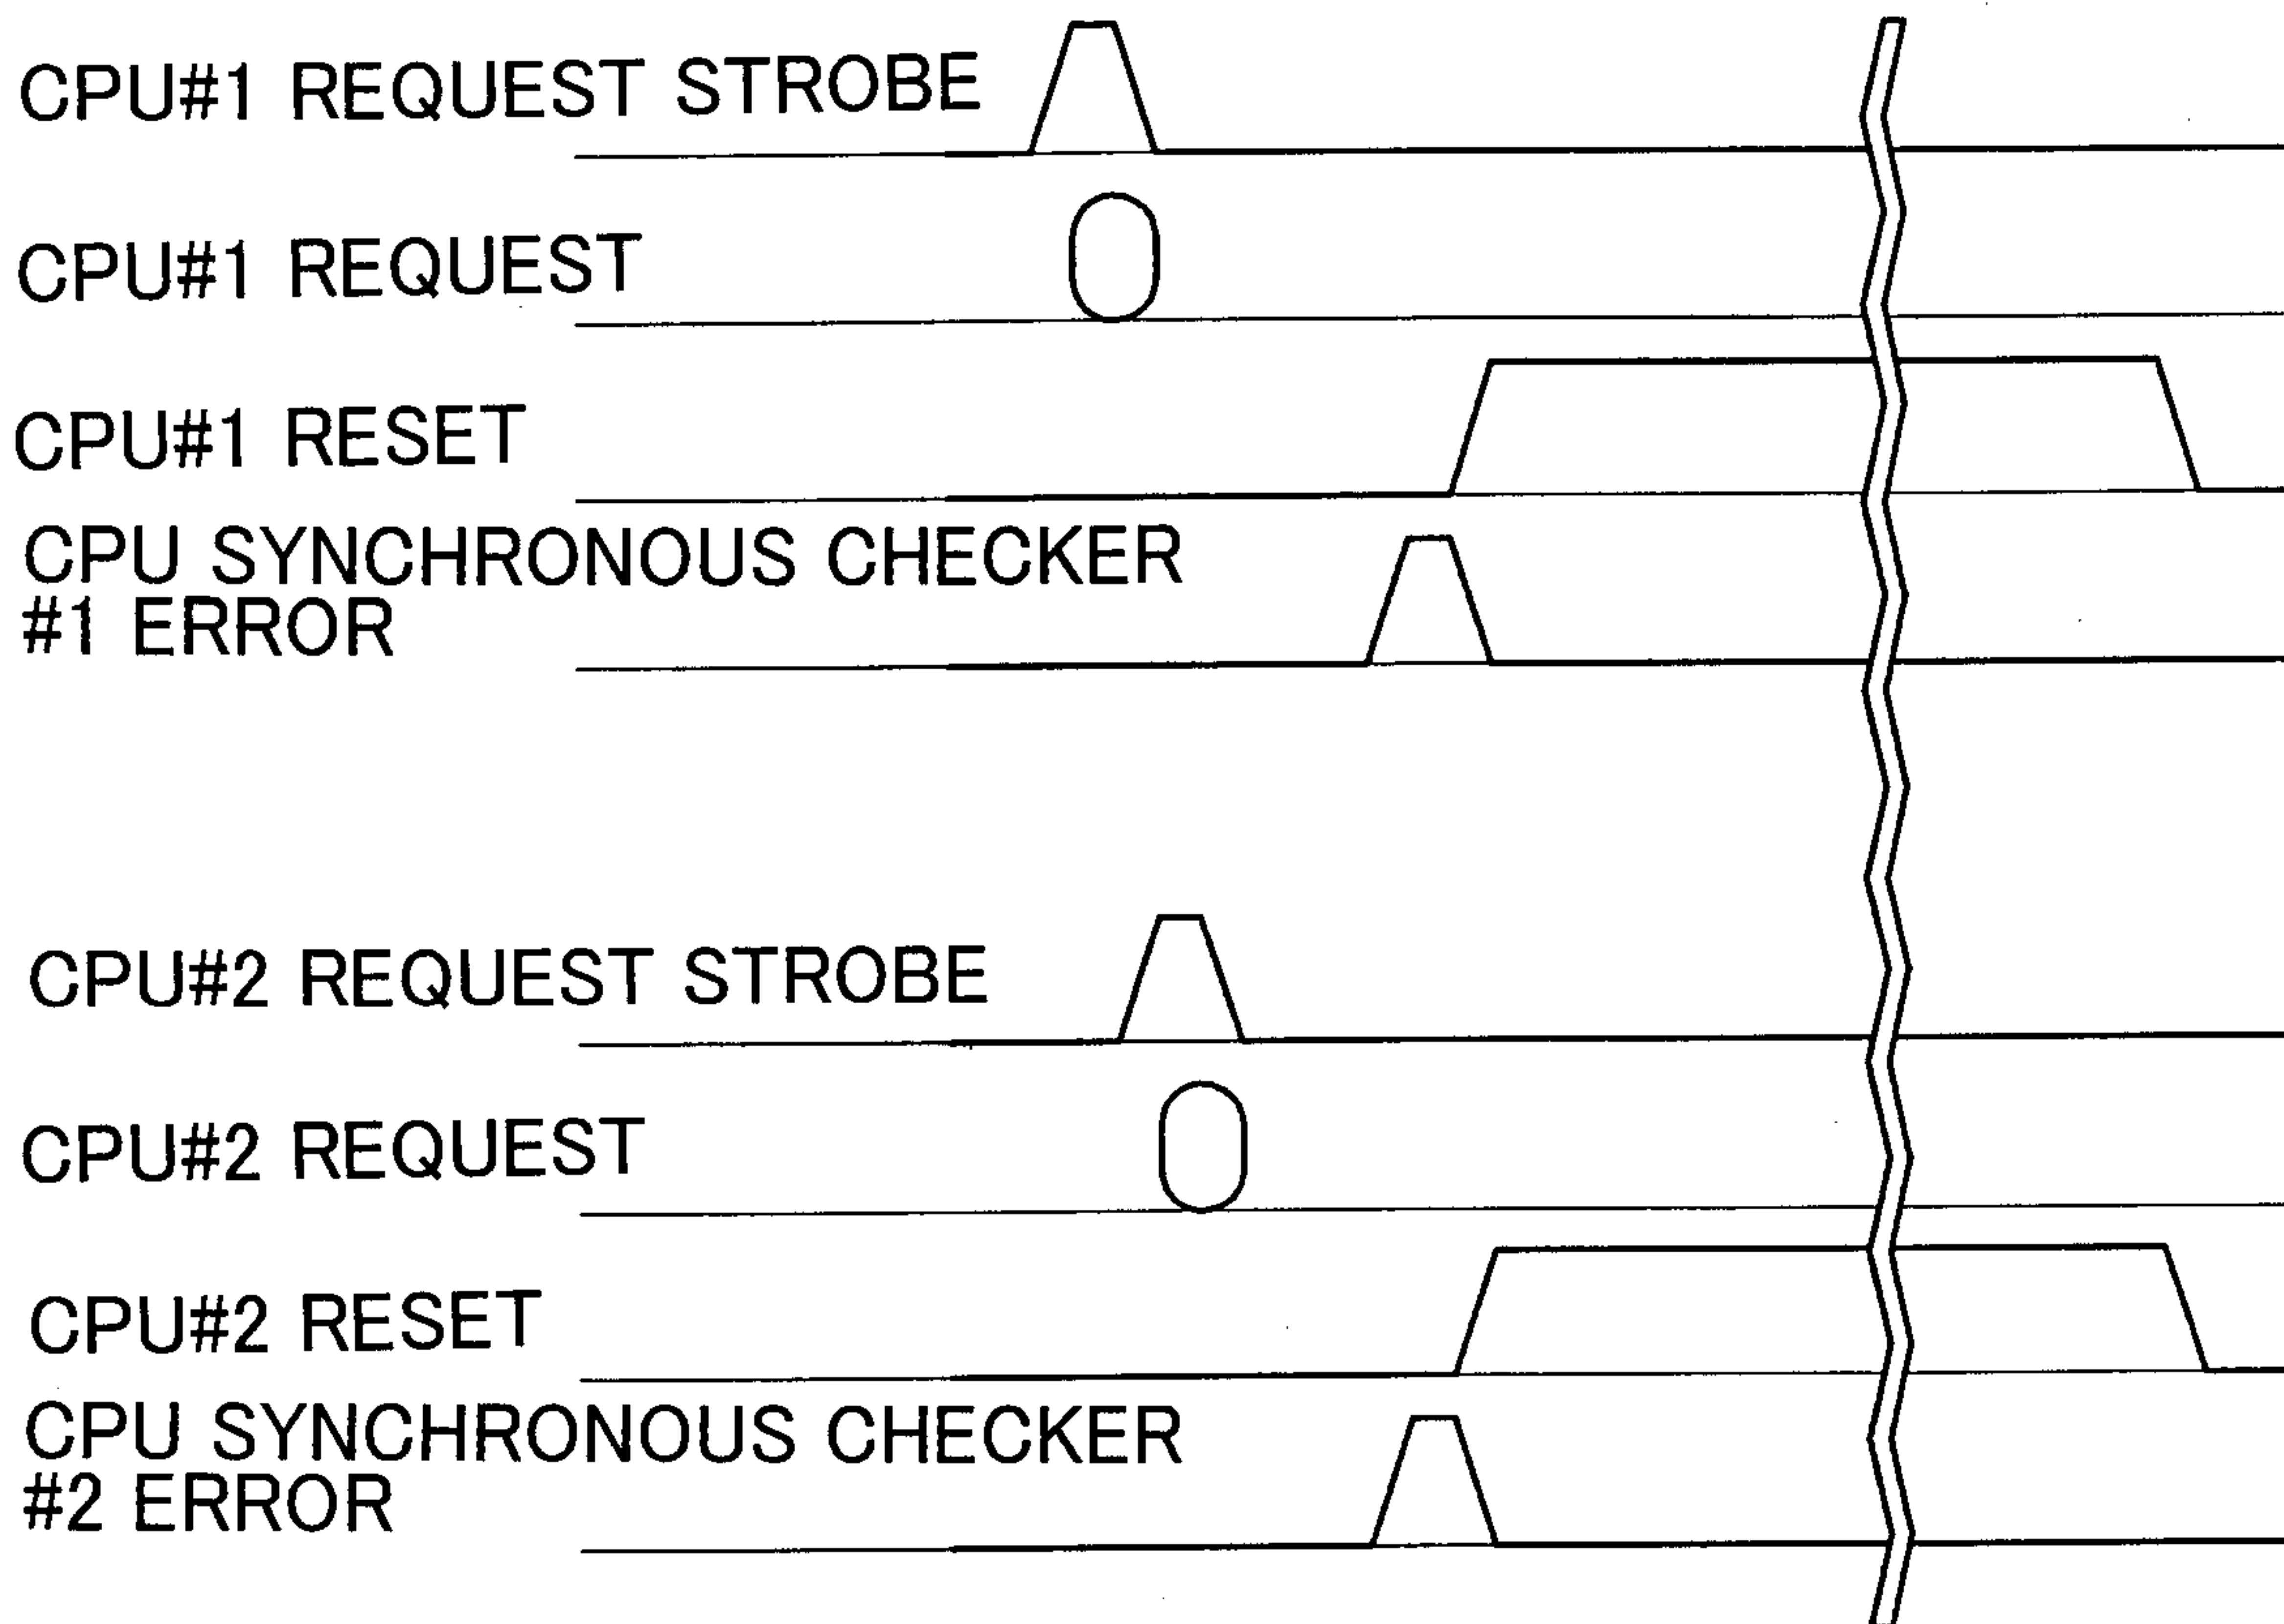 CPU#1 REQUEST STROBE
CPU#1 REQUEST
CPU#1 RESET
CPU SYNCHRONOUS CHECKER
#1 ERROR
CPU#2 REQUEST STROBE
CPU#2 REQUEST
CPU#2 RESET
CPU SYNCHRONOUS CHECKER
#2 ERROR